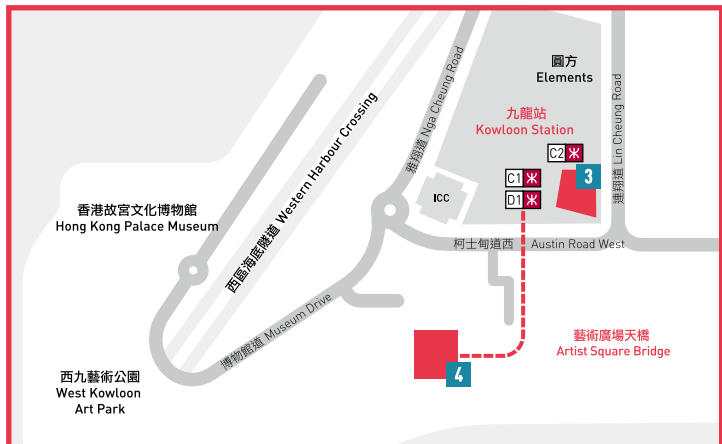 圓方
Elements
九龍站
Kowloon Station
C2
3
C1
D1
ICC
雅翔道 Nga Cheung Road
連翔道 Lin Cheung Road
西區海底隧道 Western Harbour Crossing
香港故宮文化博物館
Hong Kong Palace Museum
柯士甸道西 Austin Road West
博物館道 Museum Drive
藝術廣場天橋
Artist Square Bridge
4
西九藝術公園
West Kowloon
Art Park